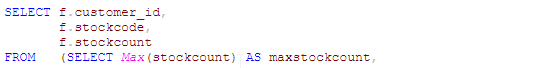 SELECT f.customer_id,
f.stockcode,
f.stockcount
FROM (SELECT Max(stockcount) AS maxstockcount,